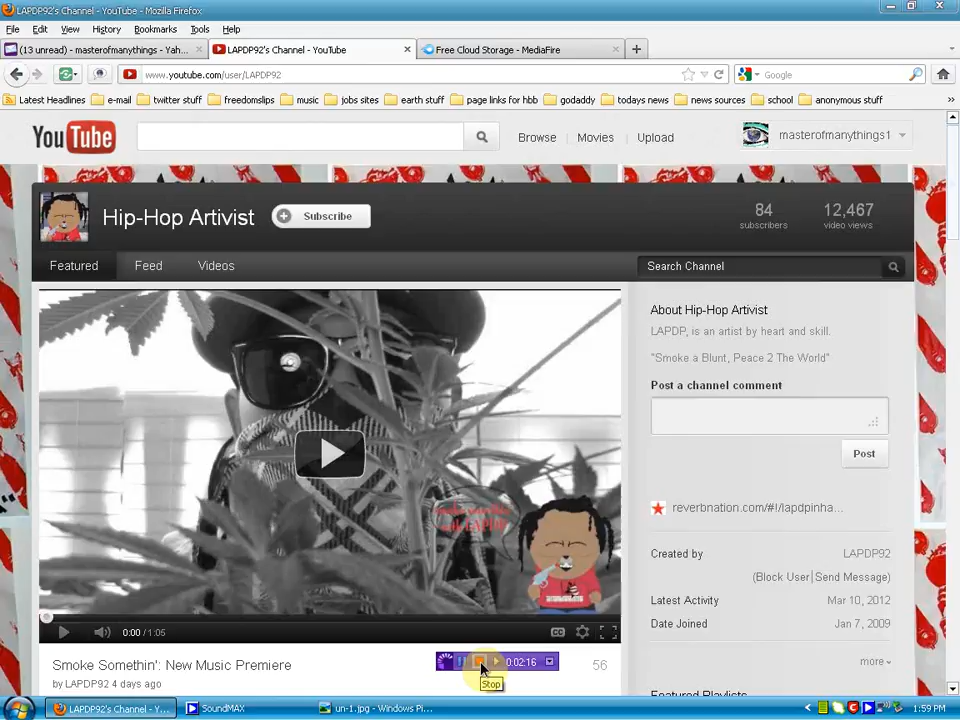 LAPDP92's Channel - YouTube - Mozilla Firefox
File Edit View History Bookmarks Tools Help
(13 unread) - masterofmanythings - Yah... LAPDP92's Channel - YouTube Free Cloud Storage - MediaFire
www.youtube.com/user/LAPDP92 Google
Latest Headlines e-mail twitter stuff freedomslips music jobs sites earth stuff page links for hbb godaddy todays news news sources school anonymous stuff »
YouTube Browse Movies Upload masterofmanythings1
Hip-Hop Artivist Subscribe 84 12,467
subscribers video views
Featured Feed Videos Search Channel
About Hip-Hop Artivist
LAPDP, is an artist by heart and skill.
"Smoke a Blunt, Peace 2 The World"
Post a channel comment
Post
reverbnation.com/#!/lapdpinha...
make somethin
with LAPDP
Created by LAPDP92
(Block User|Send Message)
Latest Activity Mar 10, 2012
Date Joined Jan 7, 2009
0:00 / 1:05 CC
more
Smoke Somethin': New Music Premiere 0:02:16 56
by LAPDP92 4 days ago Stop
Featured Playlists
LAPDP92's Channel - Y... SoundMAX un-1.jpg - Windows Pi... 1:59 PM